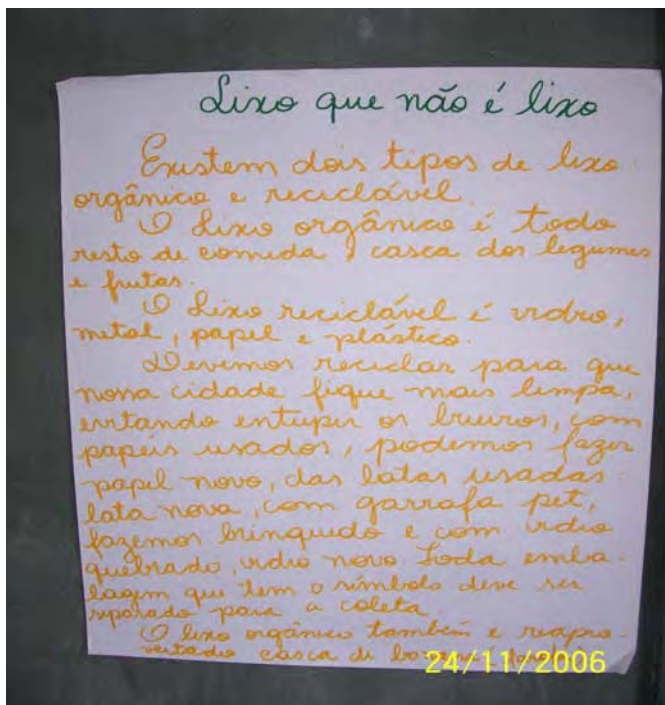 Lixo que não é lixo
Existem dois tipos de lixo
orgânico e reciclável.
O Lixo orgânico é todo
resto de comida, casca dos legumes
e frutas.
O Lixo reciclável é vidro,
metal, papel e plástico.
Devemos reciclar para que
nossa cidade fique mais limpa,
evitando entupir os bueiros, com
papéis usados, podemos fazer
papel novo, das latas usadas
lata nova, com garrafa pet,
fazemos brinquedo e com vidro
quebrado, vidro novo. Toda emba-
lagem que tem o símbolo deve ser
separado para a coleta.
O lixo orgânico também e reapro-
veitado casca de
24/11/2006